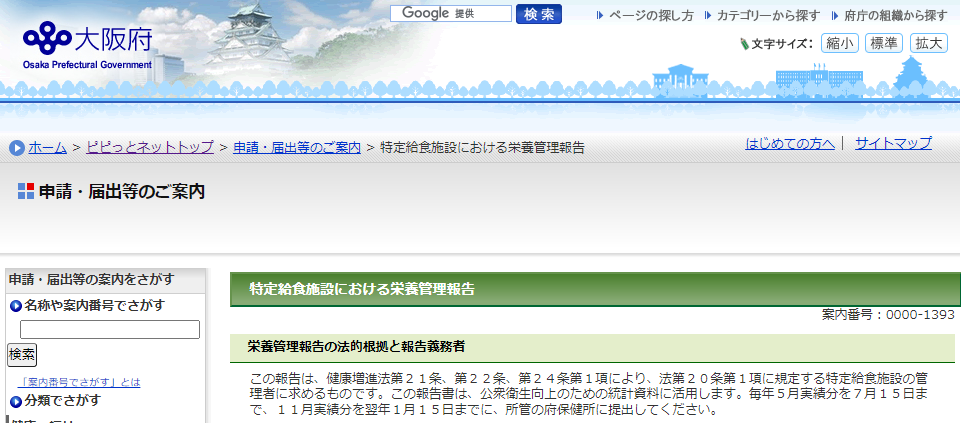 大阪府
Osaka Prefectural Government
Google 提供
検索
ページの探し方
カテゴリーから探す
府庁の組織から探す
文字サイズ：
縮小
標準
拡大
ホーム > ピピっとネットトップ > 申請・届出等のご案内 > 特定給食施設における栄養管理報告
はじめての方へ | サイトマップ
申請・届出等のご案内
申請・届出等の案内をさがす
名称や案内番号でさがす
検索
「案内番号でさがす」とは
分類でさがす
特定給食施設における栄養管理報告
案内番号：0000-1393
栄養管理報告の法的根拠と報告義務者
この報告は、健康増進法第２１条、第２２条、第２４条第１項により、法第２０条第１項に規定する特定給食施設の管
理者に求めるものです。この報告書は、公衆衛生向上のための統計資料に活用します。毎年５月実績分を７月１５日ま
で、１１月実績分を翌年１月１５日までに、所管の府保健所に提出してください。